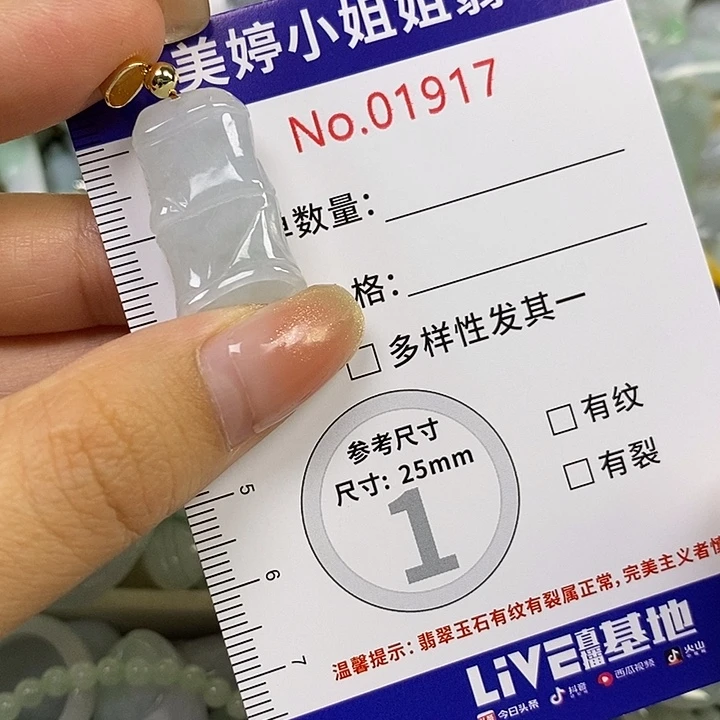 美婷小姐姐翡
No.01917
单数量：
格：
多样性发其一
有纹
有裂
参考尺寸
尺寸: 25mm
1
5
6
7
温馨提示：翡翠玉石有纹有裂属正常，完美主义者慎
LiVE直播基地
今日头条 抖音 西瓜视频 火山